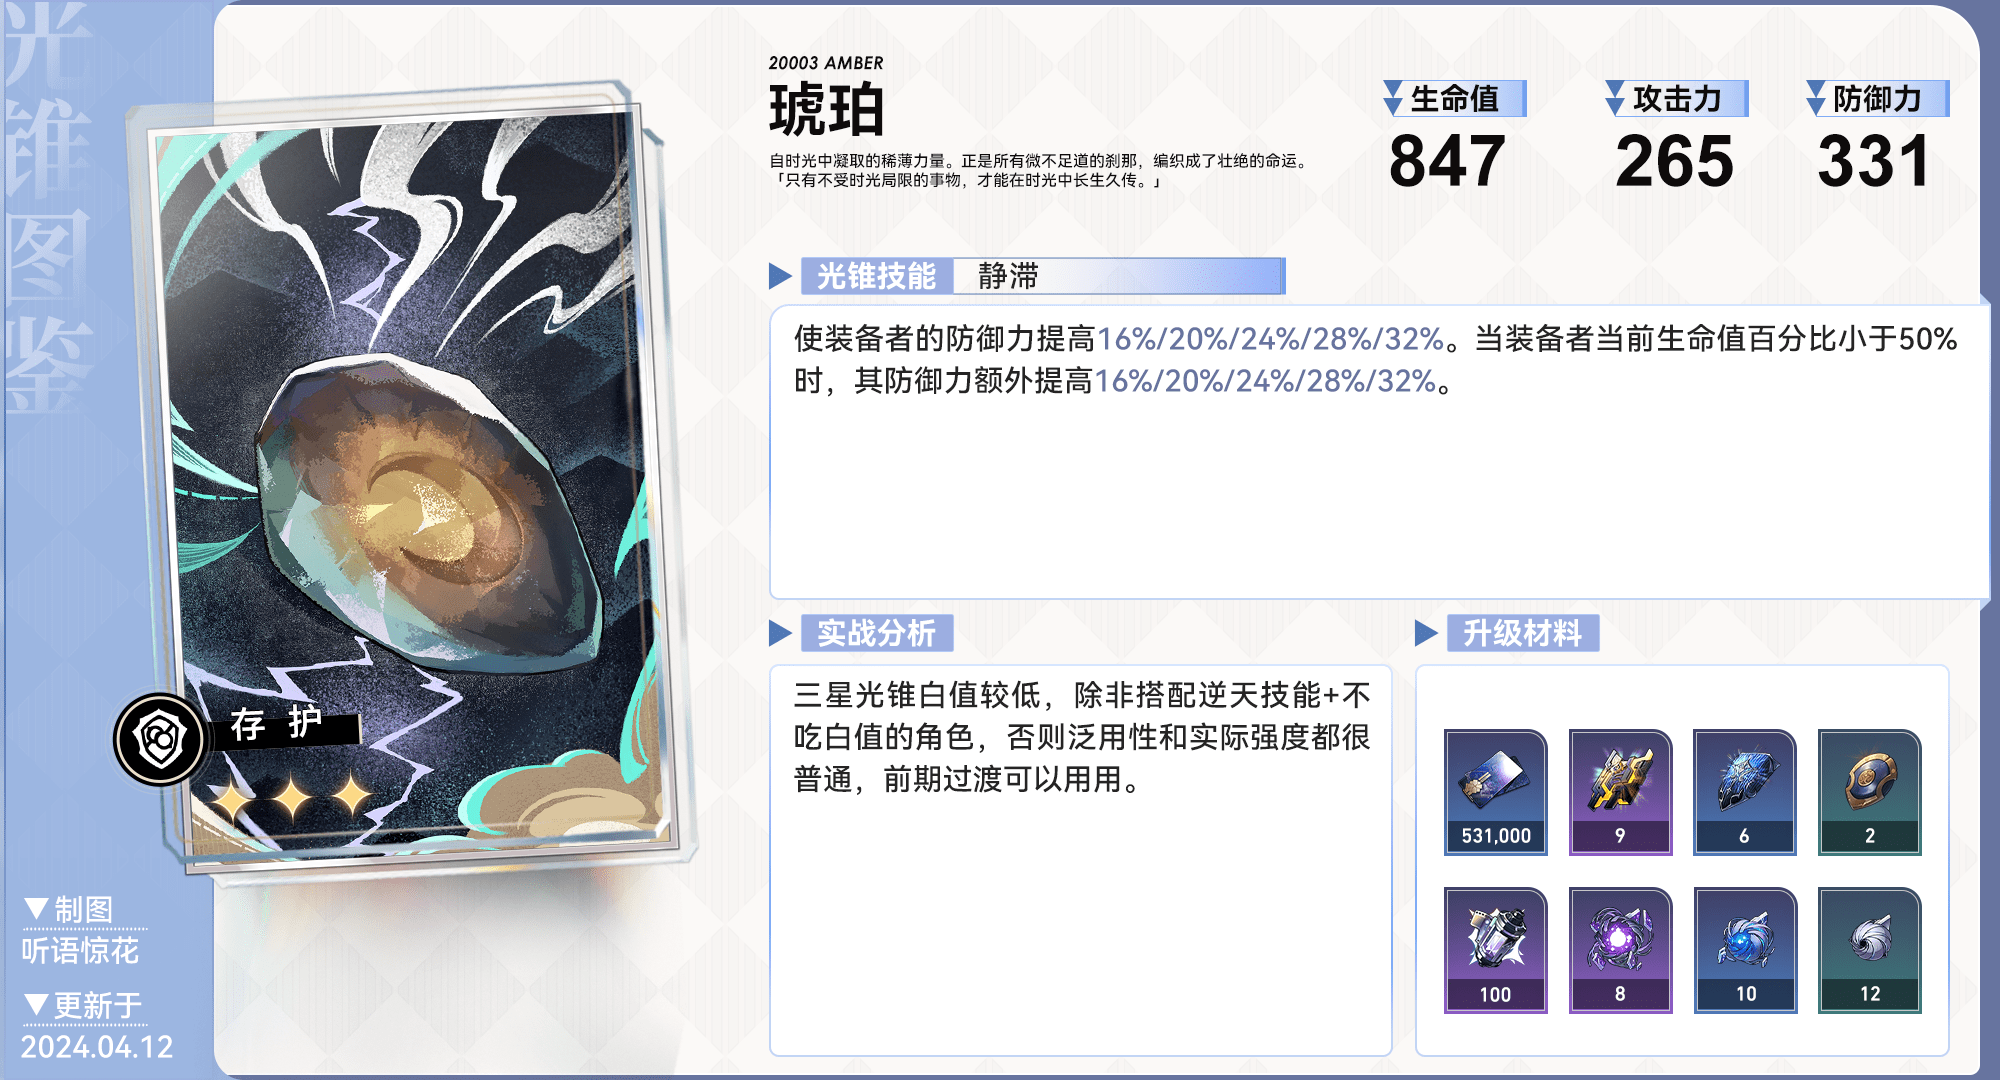 光锥图鉴
20003 AMBER
琥珀
自时光中凝取的稀薄力量。正是所有微不足道的刹那，编织成了壮绝的命运。
「只有不受时光局限的事物，才能在时光中长生久传。」
生命值
847
攻击力
265
防御力
331
光锥技能
静滞
使装备者的防御力提高16%/20%/24%/28%/32%。当装备者当前生命值百分比小于50%
时，其防御力额外提高16%/20%/24%/28%/32%。
存护
实战分析
三星光锥白值较低，除非搭配逆天技能+不
吃白值的角色，否则泛用性和实际强度都很
普通，前期过渡可以用用。
升级材料
531,000
9
6
2
100
8
10
12
制图
听语惊花
更新于
2024.04.12